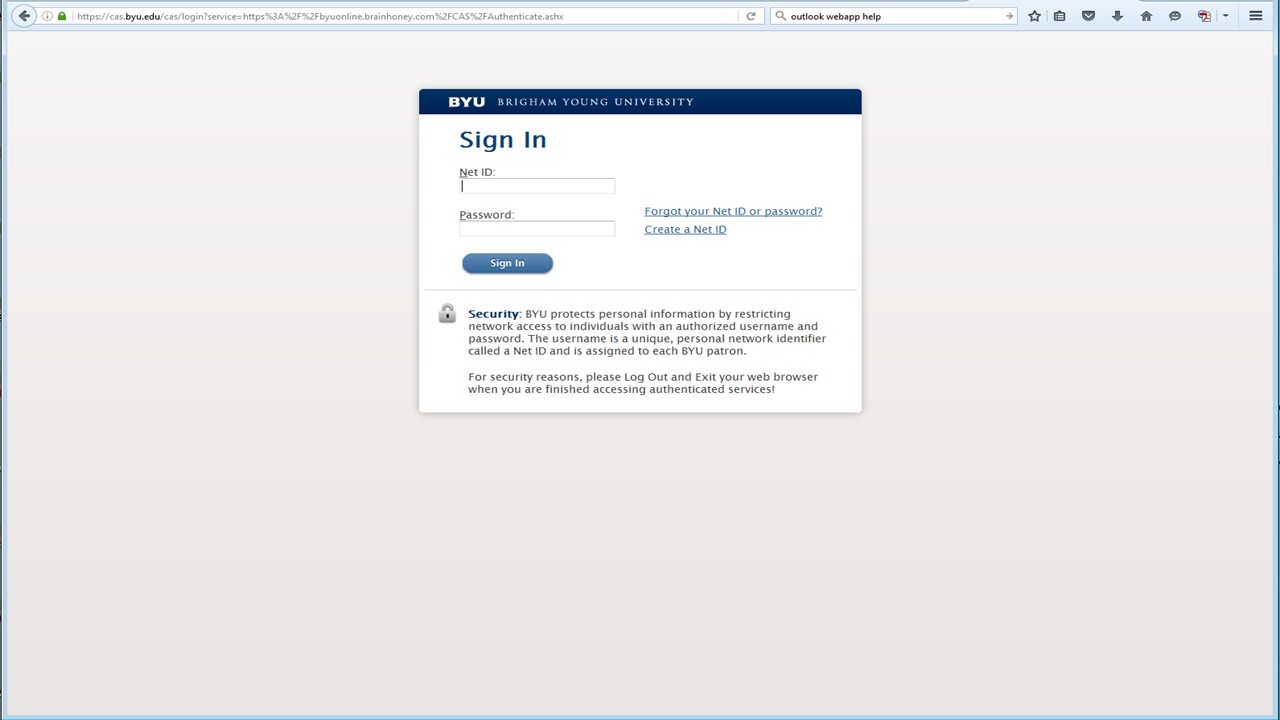 https://cas.byu.edu/cas/login?service=https%3A%2F%2Fbyuonline.brainhoney.com%2FCAS%2FAuthenticate.ashx
outlook webapp help
BYU BRIGHAM YOUNG UNIVERSITY
Sign In
Net ID:
Password:
Forgot your Net ID or password?
Create a Net ID
Sign In
Security: BYU protects personal information by restricting
network access to individuals with an authorized username and
password. The username is a unique, personal network identifier
called a Net ID and is assigned to each BYU patron.
For security reasons, please Log Out and Exit your web browser
when you are finished accessing authenticated services!